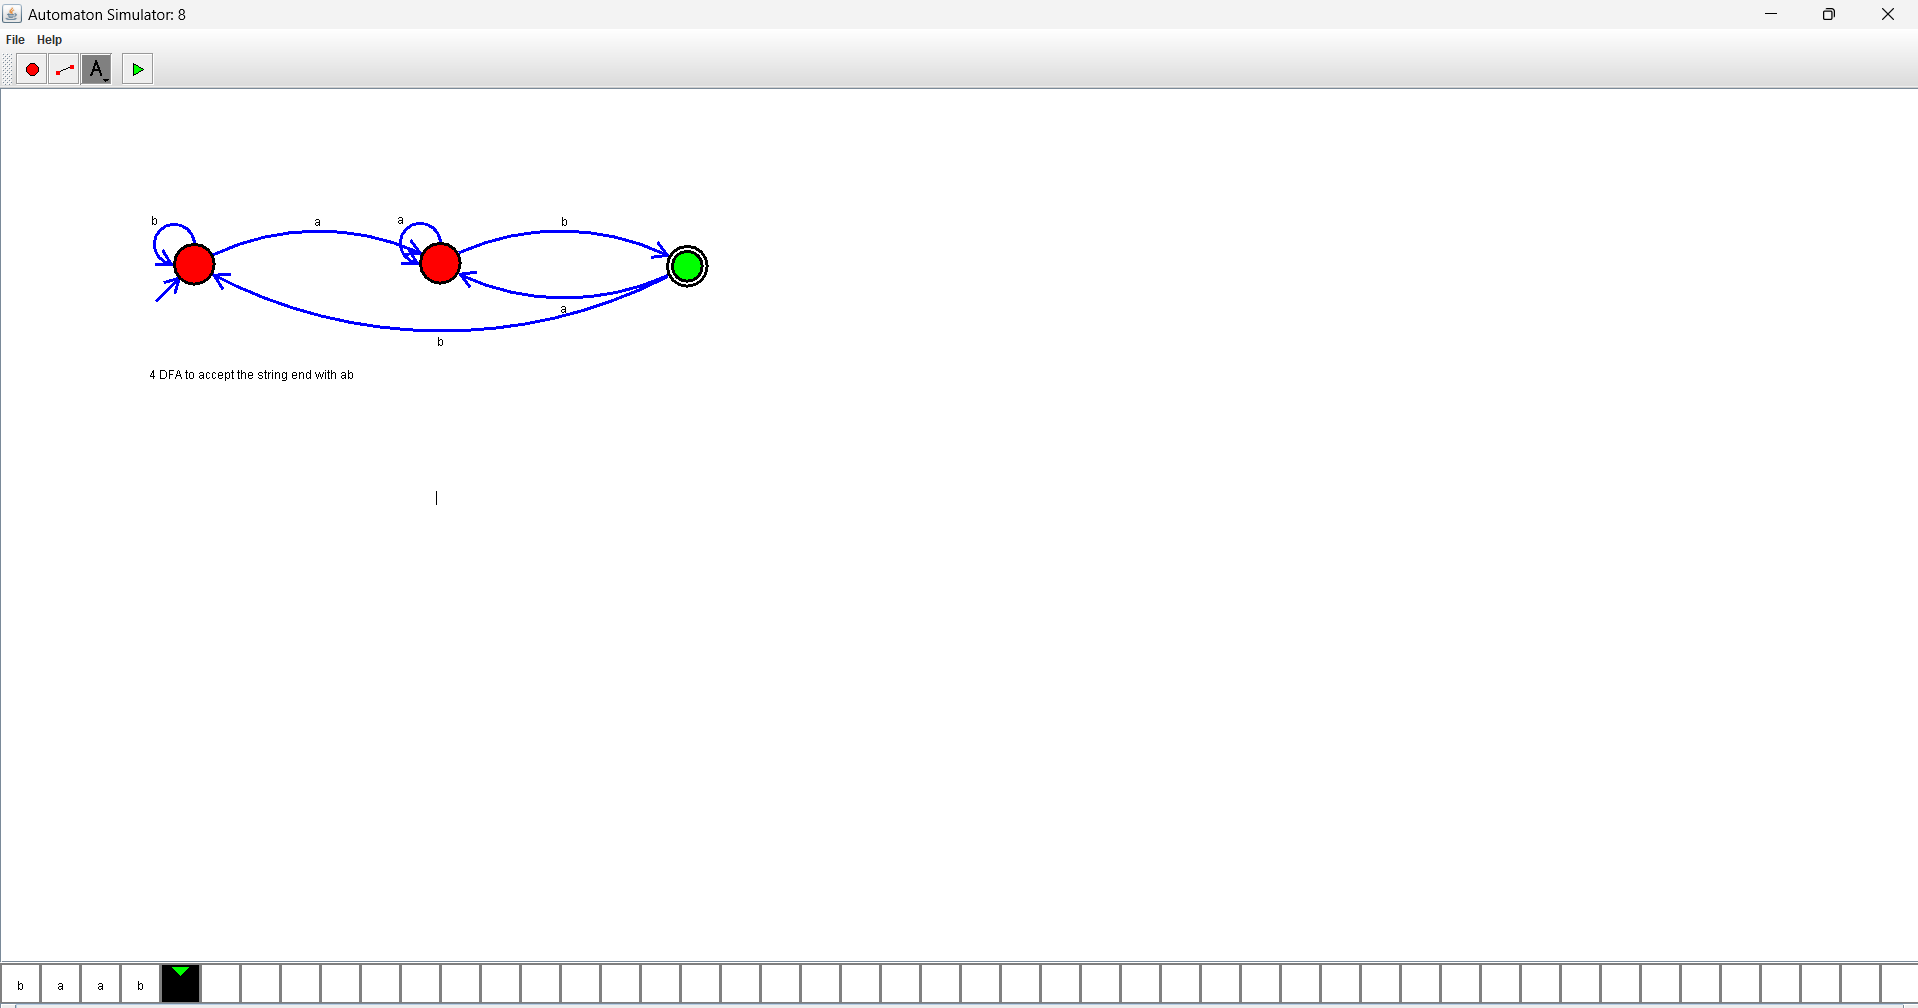 Automaton Simulator: 8
File Help
A
b a a b
a b
a
b
4 DFA to accept the string end with ab
b a a b